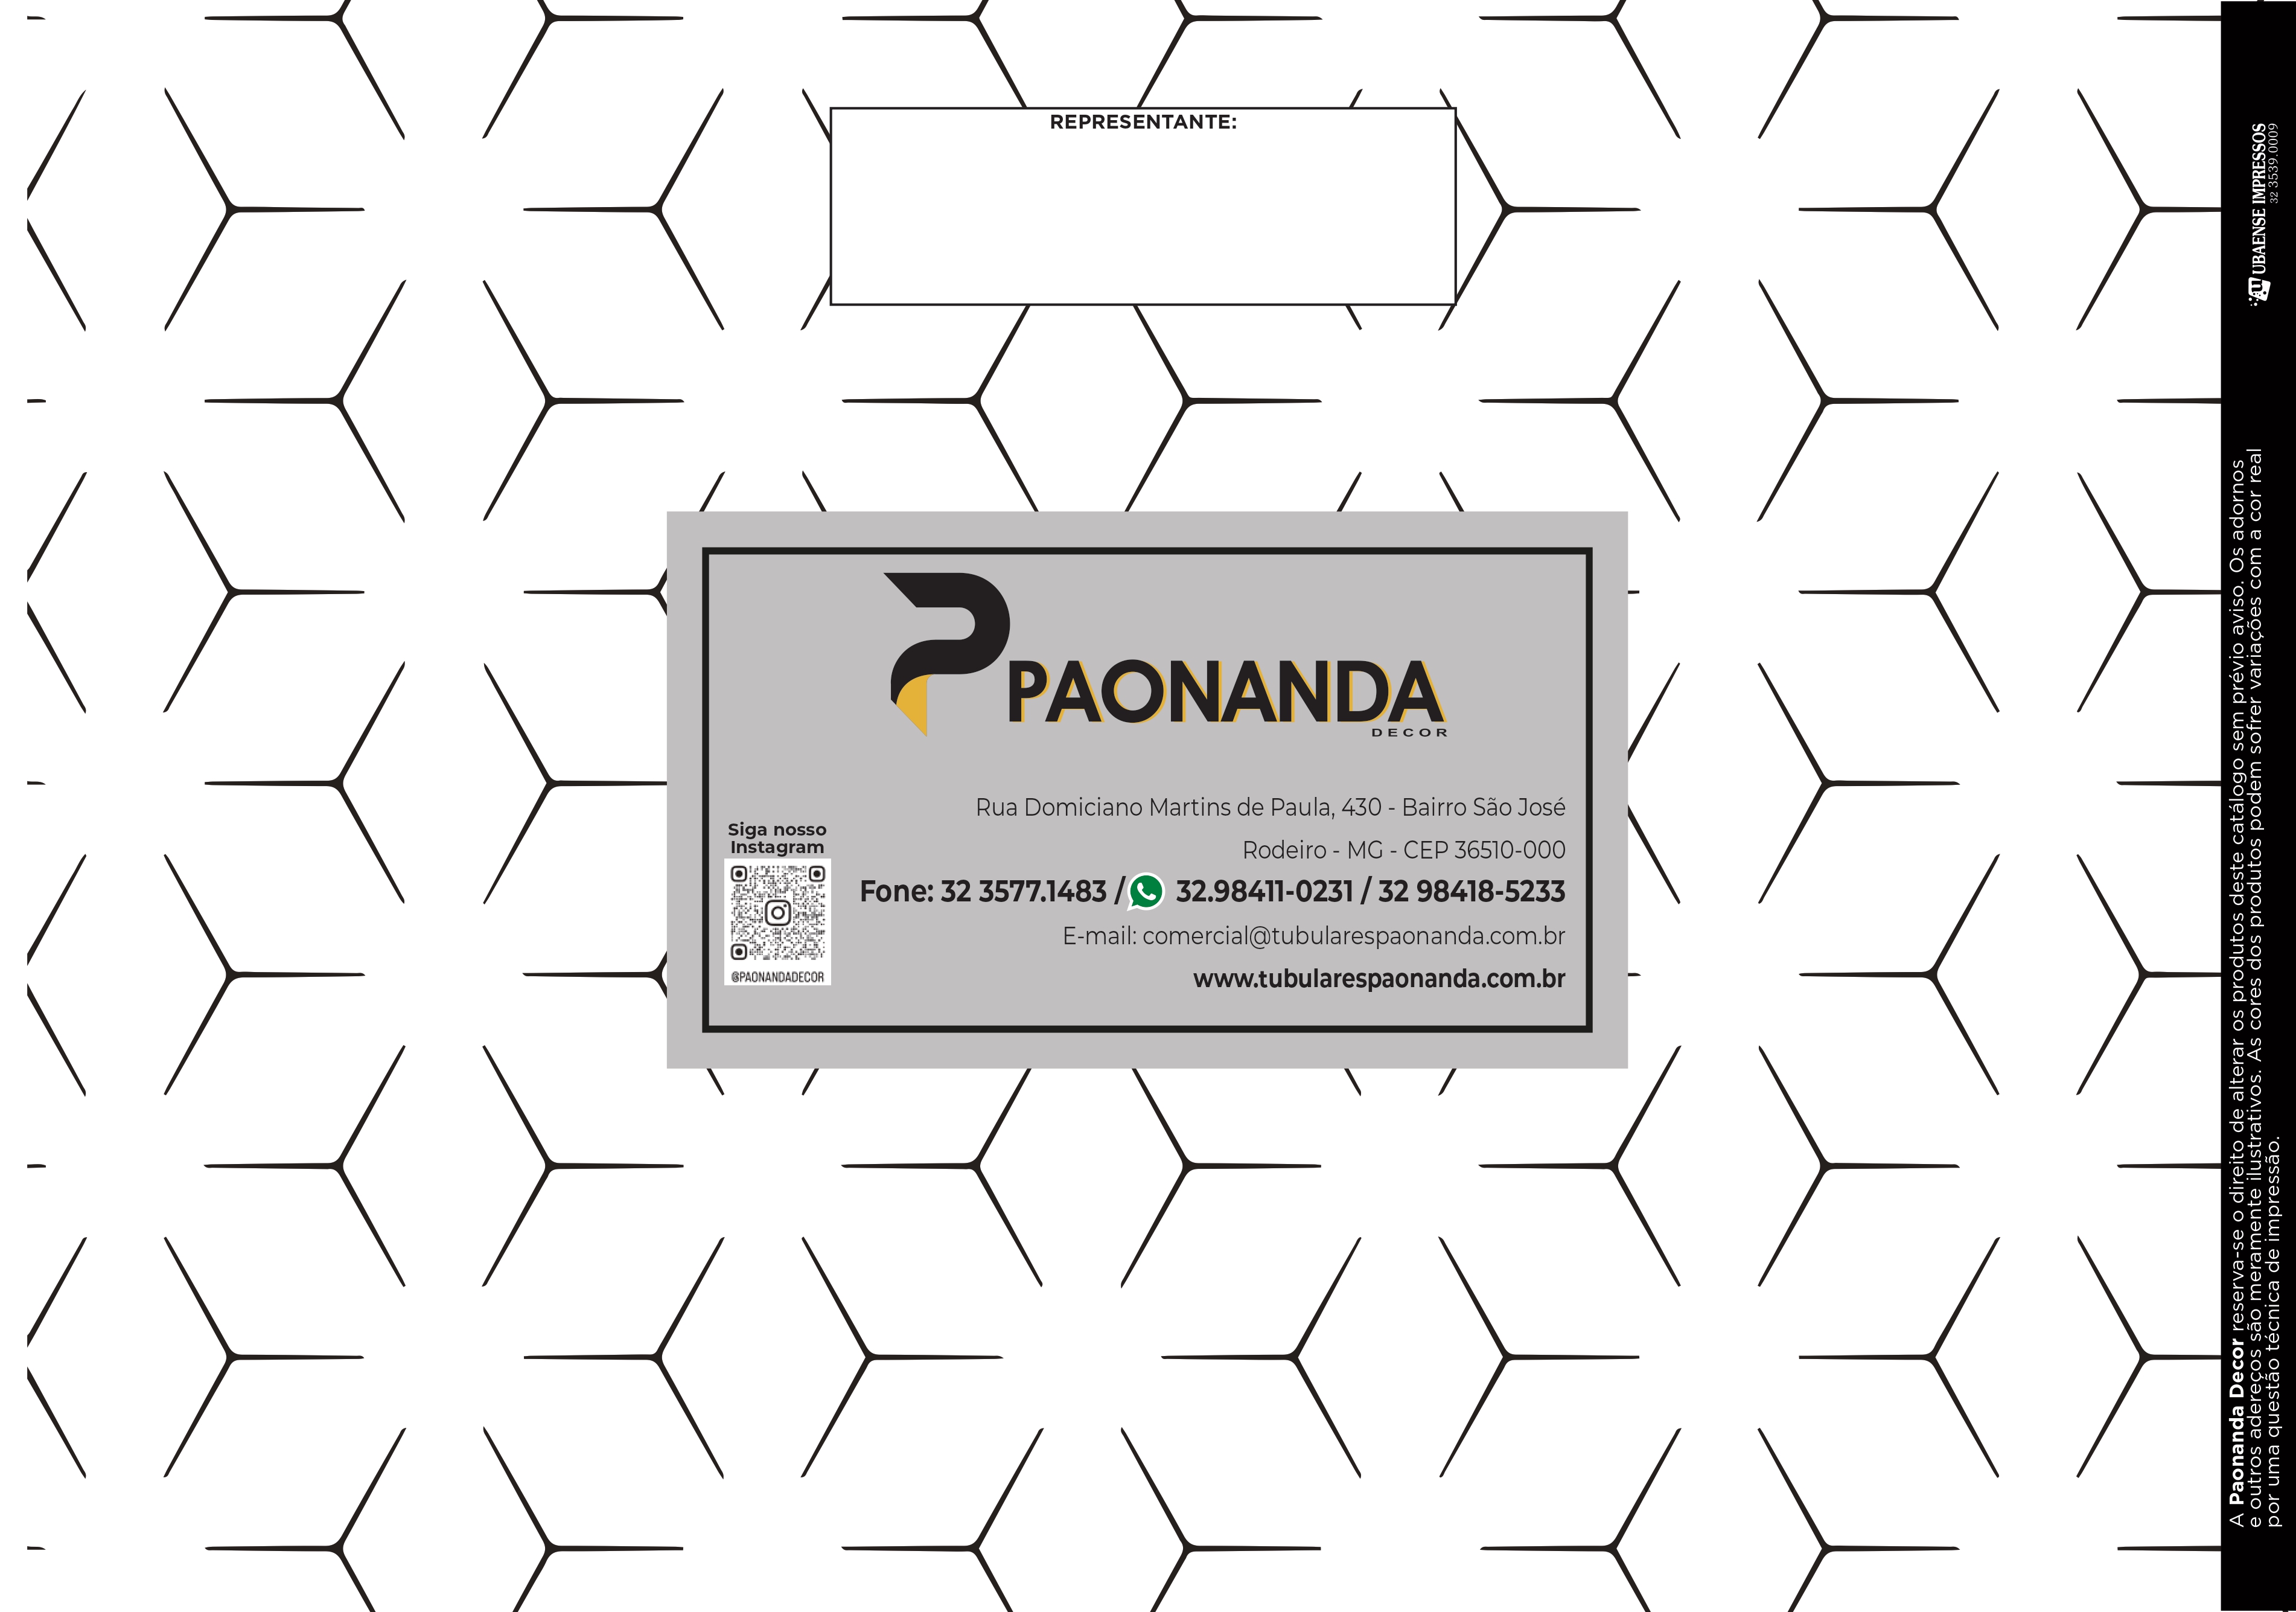 REPRESENTANTE:
PAONANDA
DECOR
Rua Domiciano Martins de Paula, 430 - Bairro São José
Rodeiro - MG - CEP 36510-000
Fone: 32 3577.1483 / 32.98411-0231 / 32 98418-5233
E-mail: comercial@tubularespaonanda.com.br
www.tubularespaonanda.com.br
Siga nosso
Instagram
@PAONANDADECOR
UBAENSE IMPRESSOS
32 3539.0009
A Paonanda Decor reserva-se o direito de alterar os produtos deste catálogo sem prévio aviso. Os adornos
e outros adereços são meramente ilustrativos. As cores dos produtos podem sofrer variações com a cor real
por uma questão técnica de impressão.